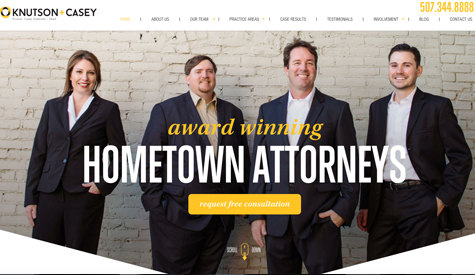 KNUTSON+CASEY
507.344.8888
HOME | ABOUT US | OUR TEAM | PRACTICE AREAS | CASE RESULTS | TESTIMONIALS | INVOLVEMENT | BLOG | CONTACT US
award winning
HOMETOWN ATTORNEYS
request free consultation
SCROLL DOWN